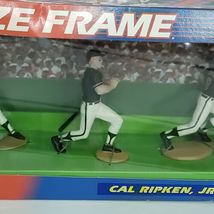 ZE FRAME
CAL RIPKEN, JR